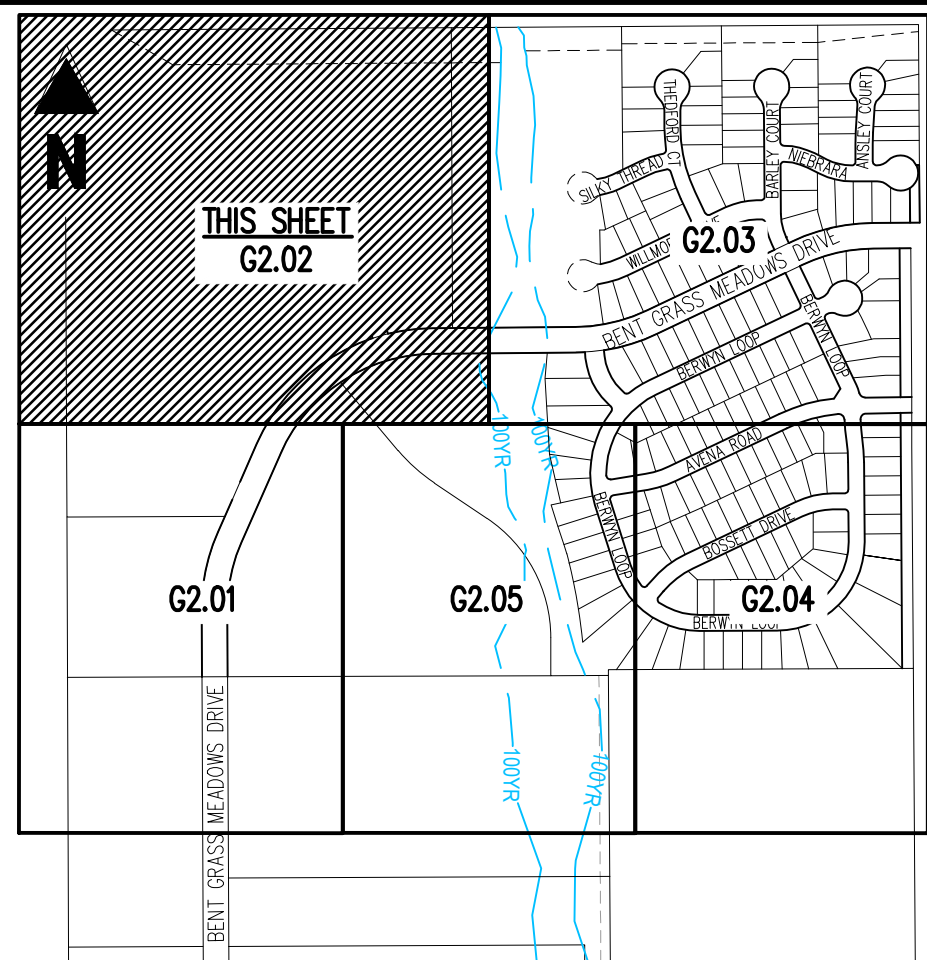 N
THIS SHEET
G2.02
THEDFORD CT
BARLEY COURT
ANSLEY COURT
NIEBRARA
SILKY THREAD
G2.03
BENT GRASS MEADOWS DRIVE
BERWYN LOOP
BERWYN LOOP
100YR
100YR
AVENA ROAD
BERWYN LOOP
BOSSETT DRIVE
G2.01
G2.05
G2.04
BERWYN LOOP
BENT GRASS MEADOWS DRIVE
100YR
100YR